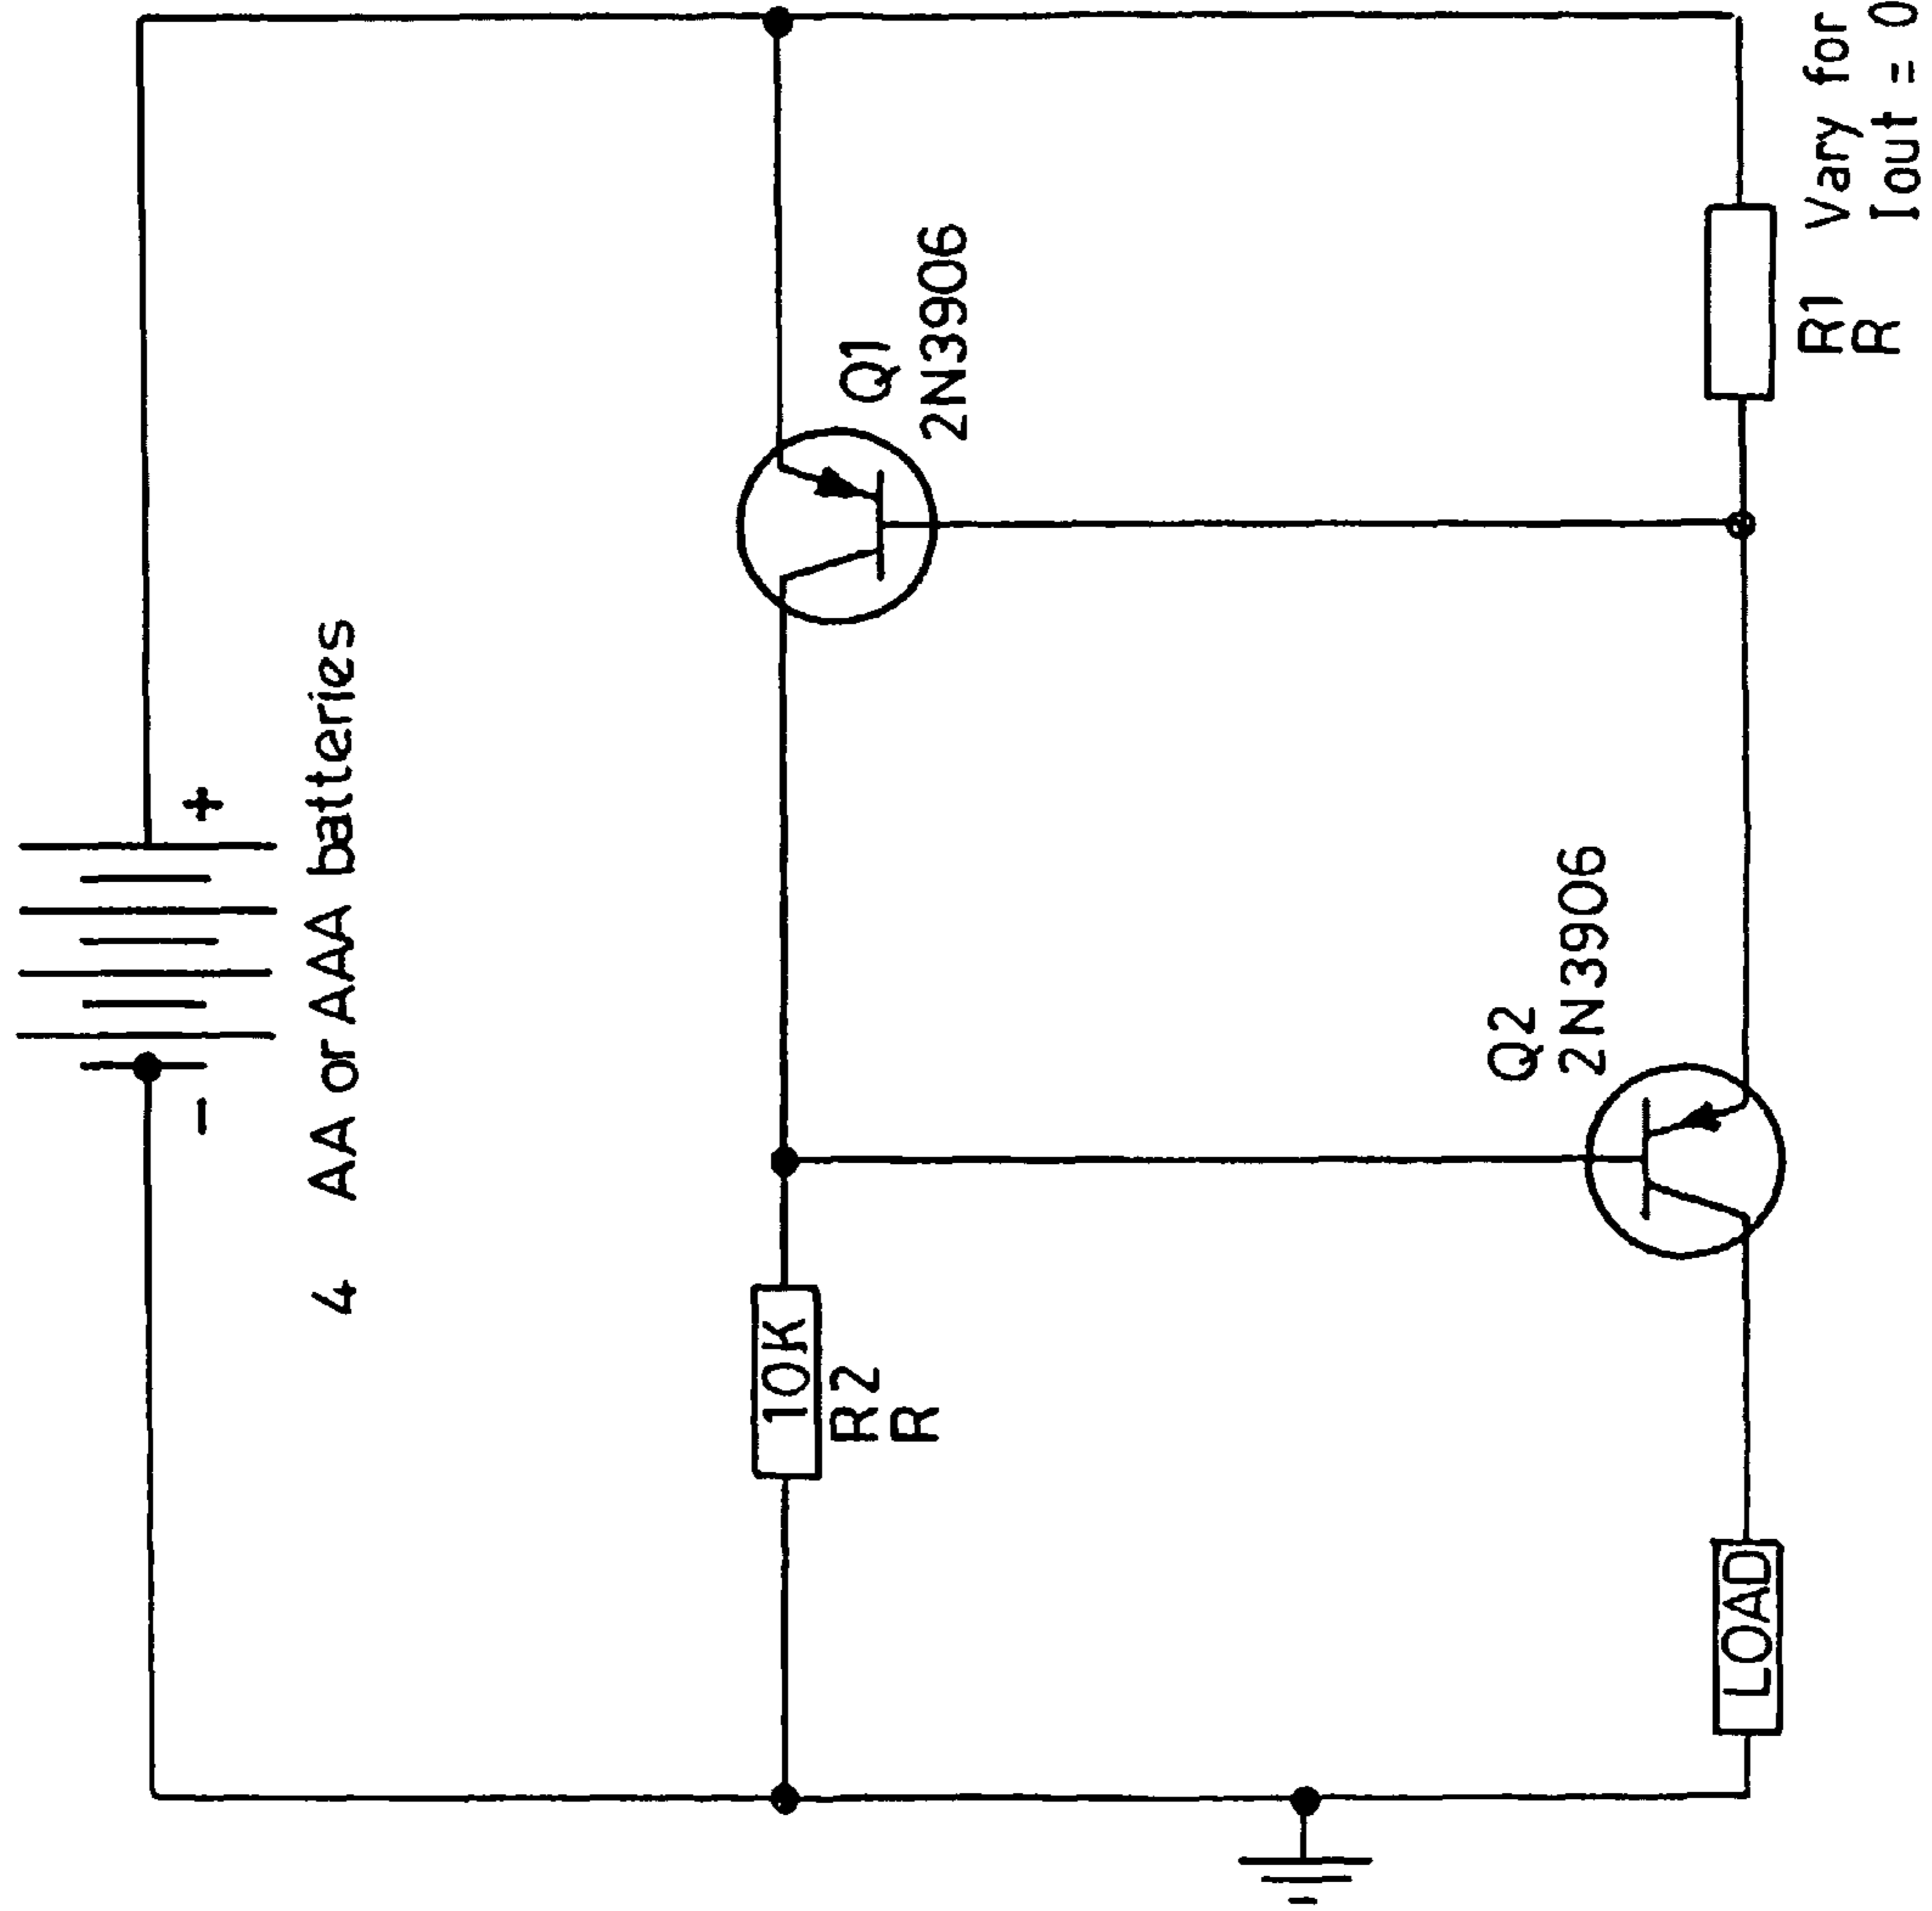 +
-
4 AA or AAA batteries
Q1
2N3906
Q2
2N3906
10K
R2
R
R1
R
Vary for
Iout = 0
LOAD